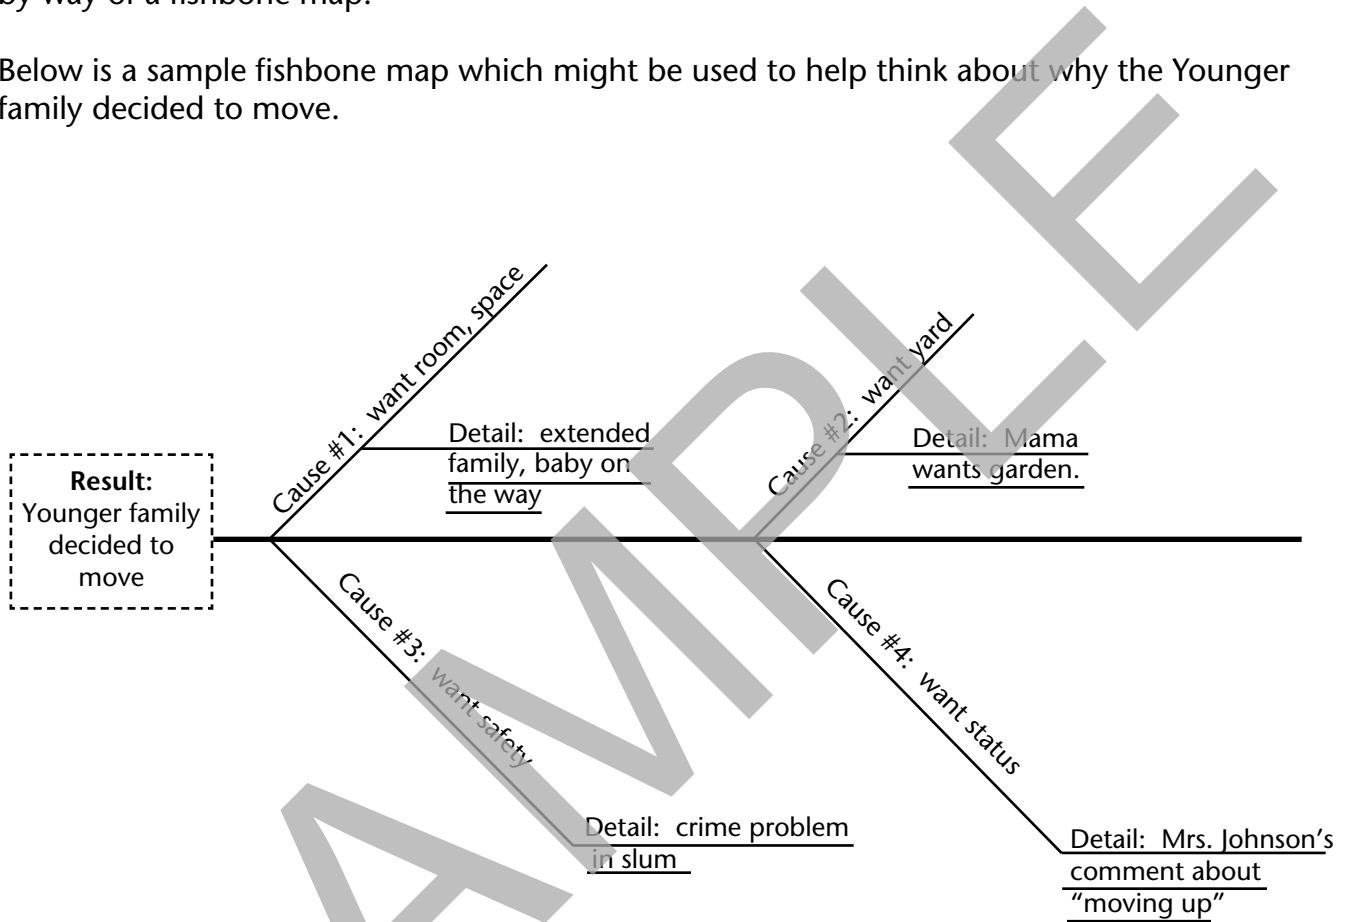 by way of a fishbone map.
Below is a sample fishbone map which might be used to help think about why the Younger
family decided to move.
Cause #1:  want room, space
Detail:  extended
family, baby on
the way
Cause #2:  want yard
Detail:  Mama
wants garden.
Result:
Younger family
decided to
move
Cause #3:  want safety
Detail:  crime problem
in slum
Cause #4:  want status
Detail:  Mrs. Johnson’s
comment about
“moving up”
AMPLE